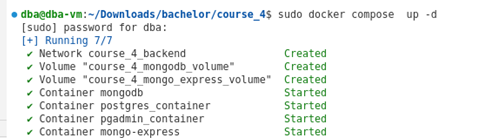 dba@dba-vm:~/Downloads/bachelor/course_4$ sudo docker compose  up -d
[sudo] password for dba:
[+] Running 7/7
✔ Network course_4_backend Created
✔ Volume "course_4_mongodb_volume" Created
✔ Volume "course_4_mongo_express_volume" Created
✔ Container mongodb Started
✔ Container postgres_container Started
✔ Container pgadmin_container Started
✔ Container mongo-express Started